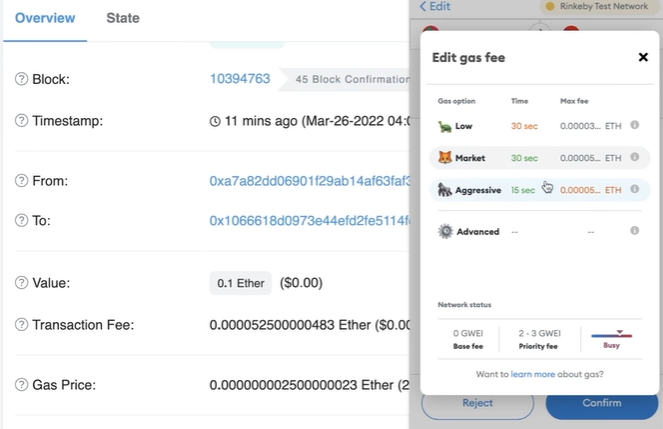 Overview
State
Block:
10394763
45 Block Confirmation
Timestamp:
11 mins ago (Mar-26-2022 04:0
From:
0xa7a82dd06901f29ab14af63faf3
To:
0x1066618d0973e44efd2fe5114f
Value:
0.1 Ether ($0.00)
Transaction Fee:
0.000052500000483 Ether ($0.00
Gas Price:
0.000000002500000023 Ether (2
< Edit
Rinkeby Test Network
Edit gas fee
Gas option Time Max fee
Low 30 sec 0.00003... ETH
Market 30 sec 0.00005... ETH
Aggressive 15 sec 0.00005... ETH
Advanced -- --
Network status
0 GWEI 2 - 3 GWEI
Base fee Priority fee Busy
Want to learn more about gas?
Reject Confirm